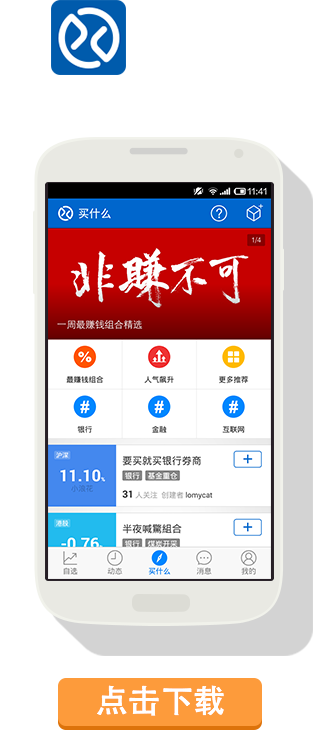 11:41
买什么
?
1/4
非賺不可
一周最赚钱组合精选
%
最赚钱组合
人气飙升
更多推荐
#
#
#
银行
金融
互联网
沪深
要买就买银行券商
+
11.10%
银行 基金重仓
小浪花
31 人关注 创建者 lomycat
港股
半夜喊驚组合
+
-0.76
银行 煤炭开采
自选
动态
买什么
消息
我的
点击下载